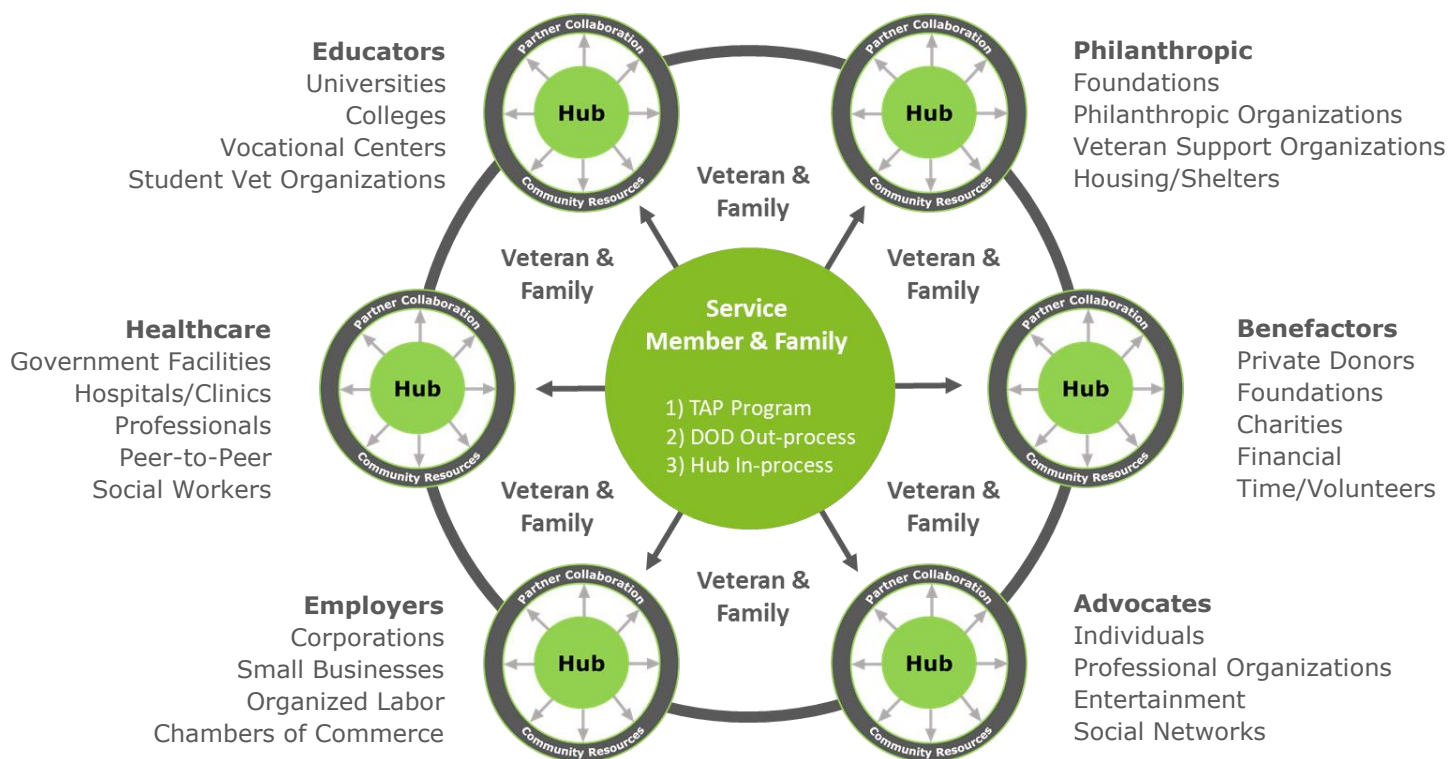 Educators
Universities
Colleges
Vocational Centers
Student Vet Organizations
Partner Collaboration
Hub
Community Resources
Partner Collaboration
Hub
Community Resources
Philanthropic
Foundations
Philanthropic Organizations
Veteran Support Organizations
Housing/Shelters
Veteran &
Family
Veteran &
Family
Veteran &
Family
Healthcare
Government Facilities
Hospitals/Clinics
Professionals
Peer-to-Peer
Social Workers
Partner Collaboration
Hub
Community Resources
Service
Member & Family
1) TAP Program
2) DOD Out-process
3) Hub In-process
Partner Collaboration
Hub
Community Resources
Benefactors
Private Donors
Foundations
Charities
Financial
Time/Volunteers
Veteran &
Family
Veteran &
Family
Veteran &
Family
Employers
Corporations
Small Businesses
Organized Labor
Chambers of Commerce
Partner Collaboration
Hub
Community Resources
Partner Collaboration
Hub
Community Resources
Advocates
Individuals
Professional Organizations
Entertainment
Social Networks